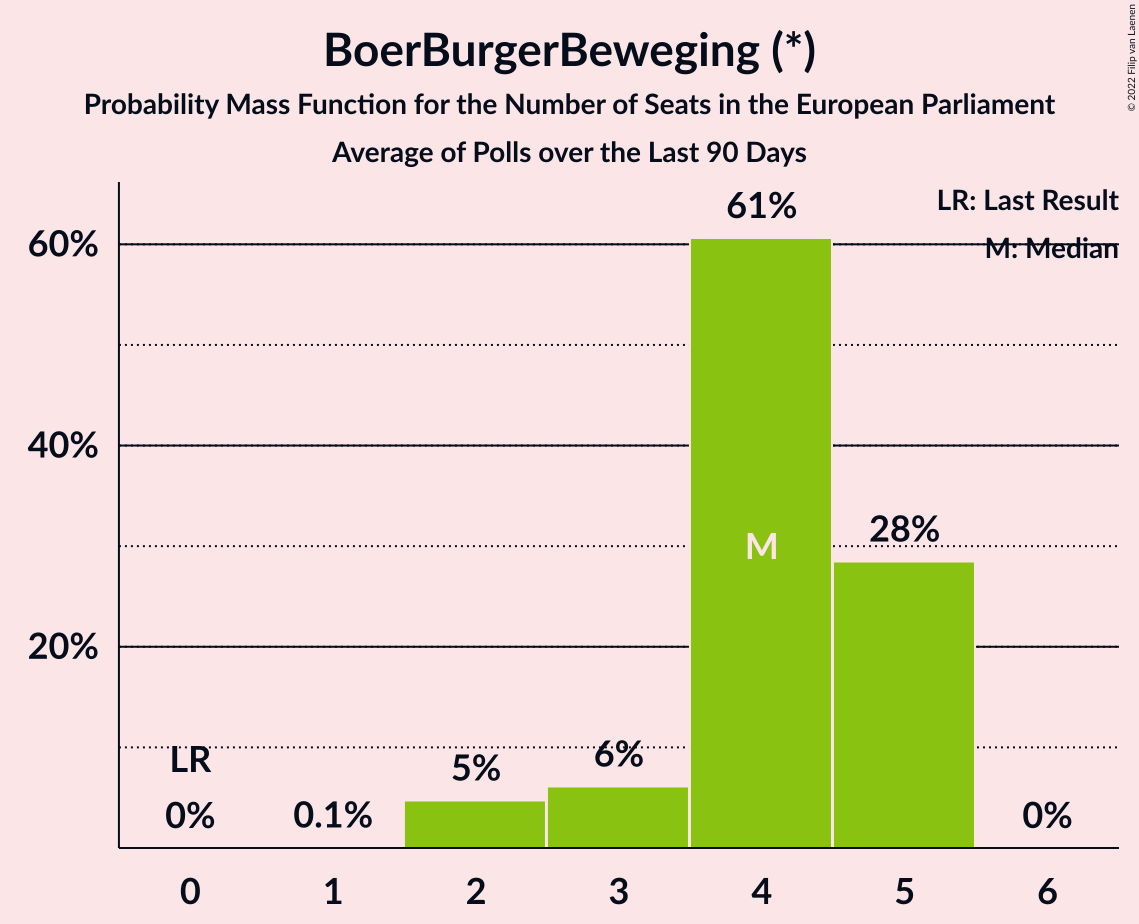 BoerBurgerBeweging (*)
Probability Mass Function for the Number of Seats in the European Parliament
Average of Polls over the Last 90 Days
© 2022 Filip van Laenen
LR: Last Result
M: Median
61%
60%
40%
28%
M
20%
LR
5%
6%
0%
0.1%
0%
0 1 2 3 4 5 6